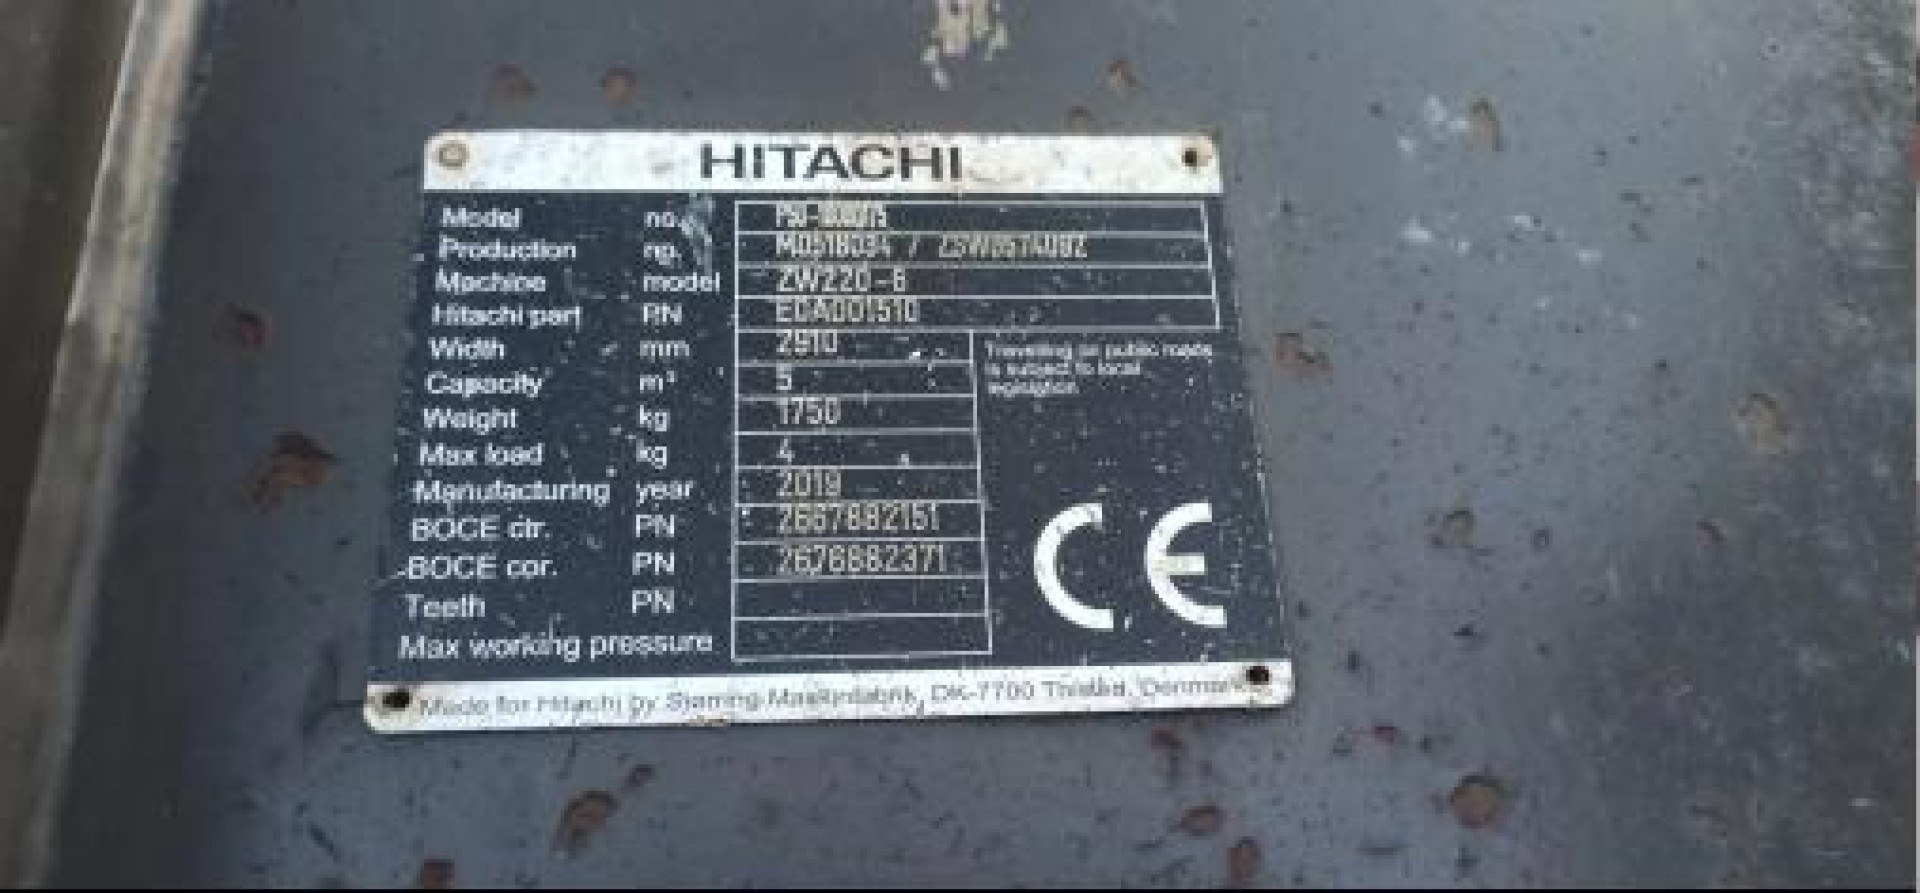 HITACHI
Model no.
Production no.
Machine model ZW220-6
Hitachi part PN
Width mm 2910
Capacity m³ 5
Weight kg 1750
Max load kg 4
Manufacturing year 2019
BOCE ctr. PN 2667882151
BOCE cor. PN 2676882371
Teeth PN
Max working pressure
Travelling on public roads
is subject to local
legislation
CE
Made for Hitachi by Sjørring Maskinfabrik, DK-7700 Thisted, Denmark